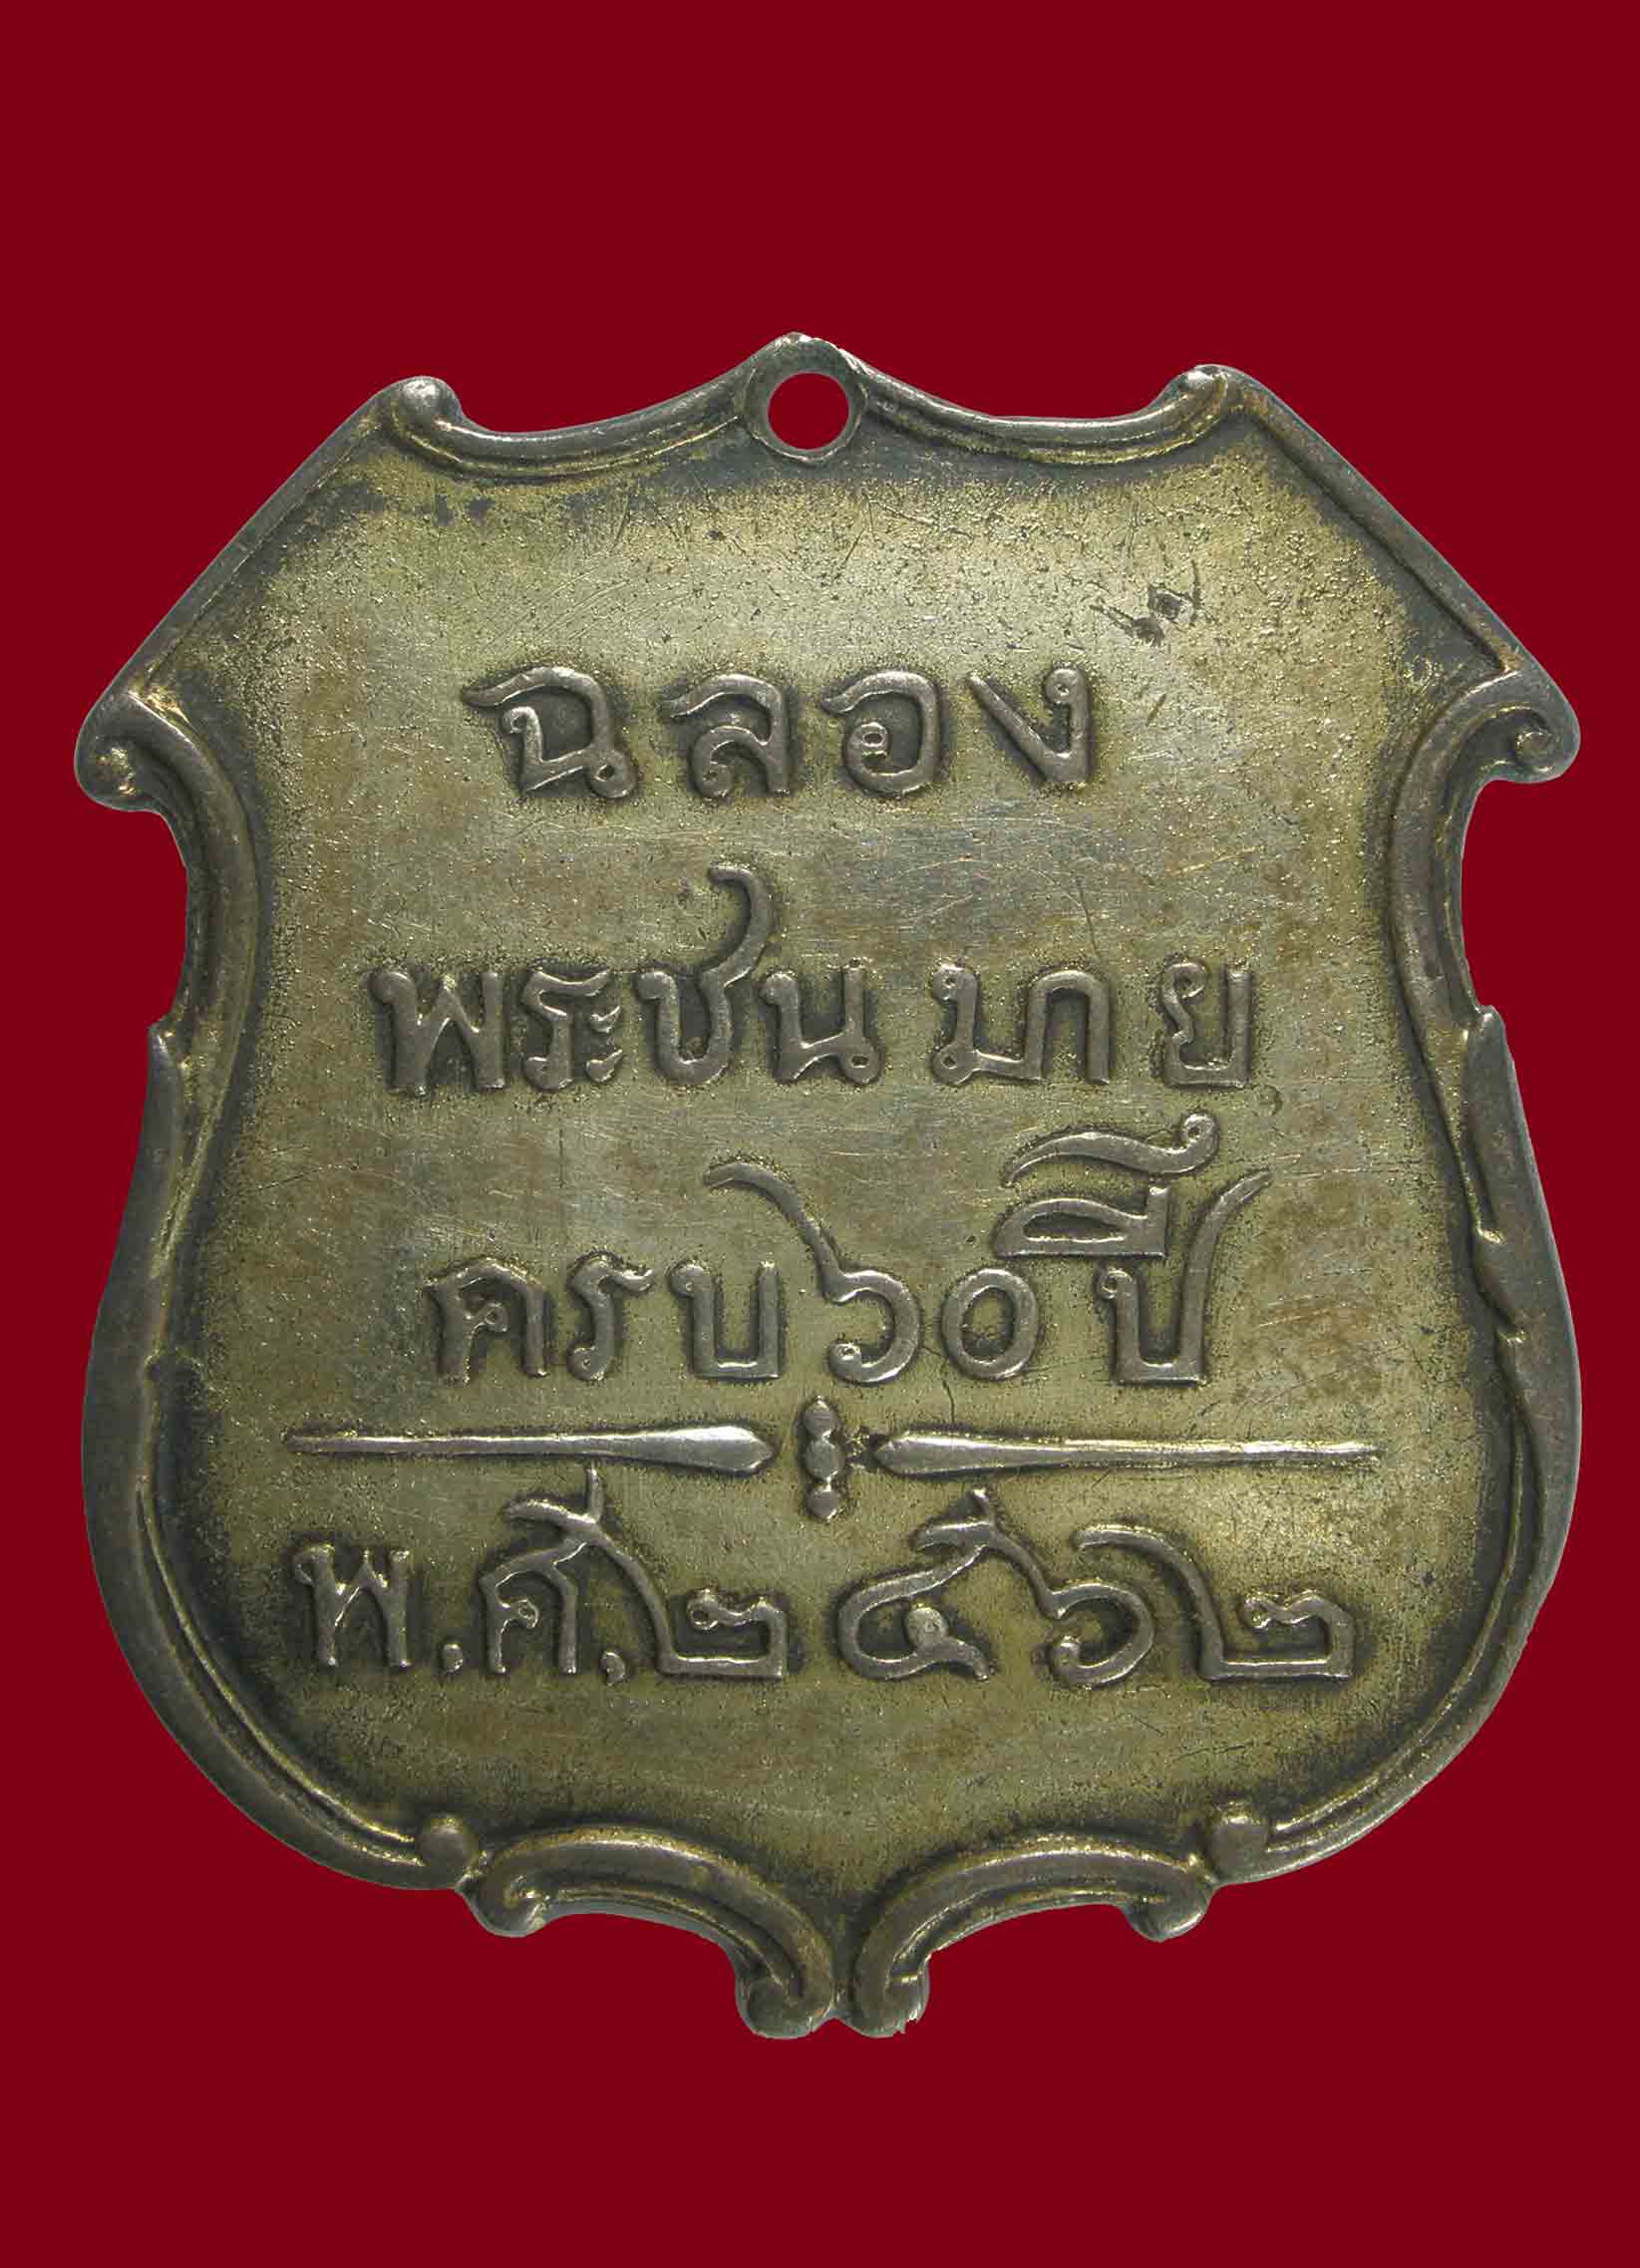 ฉลอง
พระชนมาย
ครบ๖๐ปี
พ.ศ.๒๔๖๒